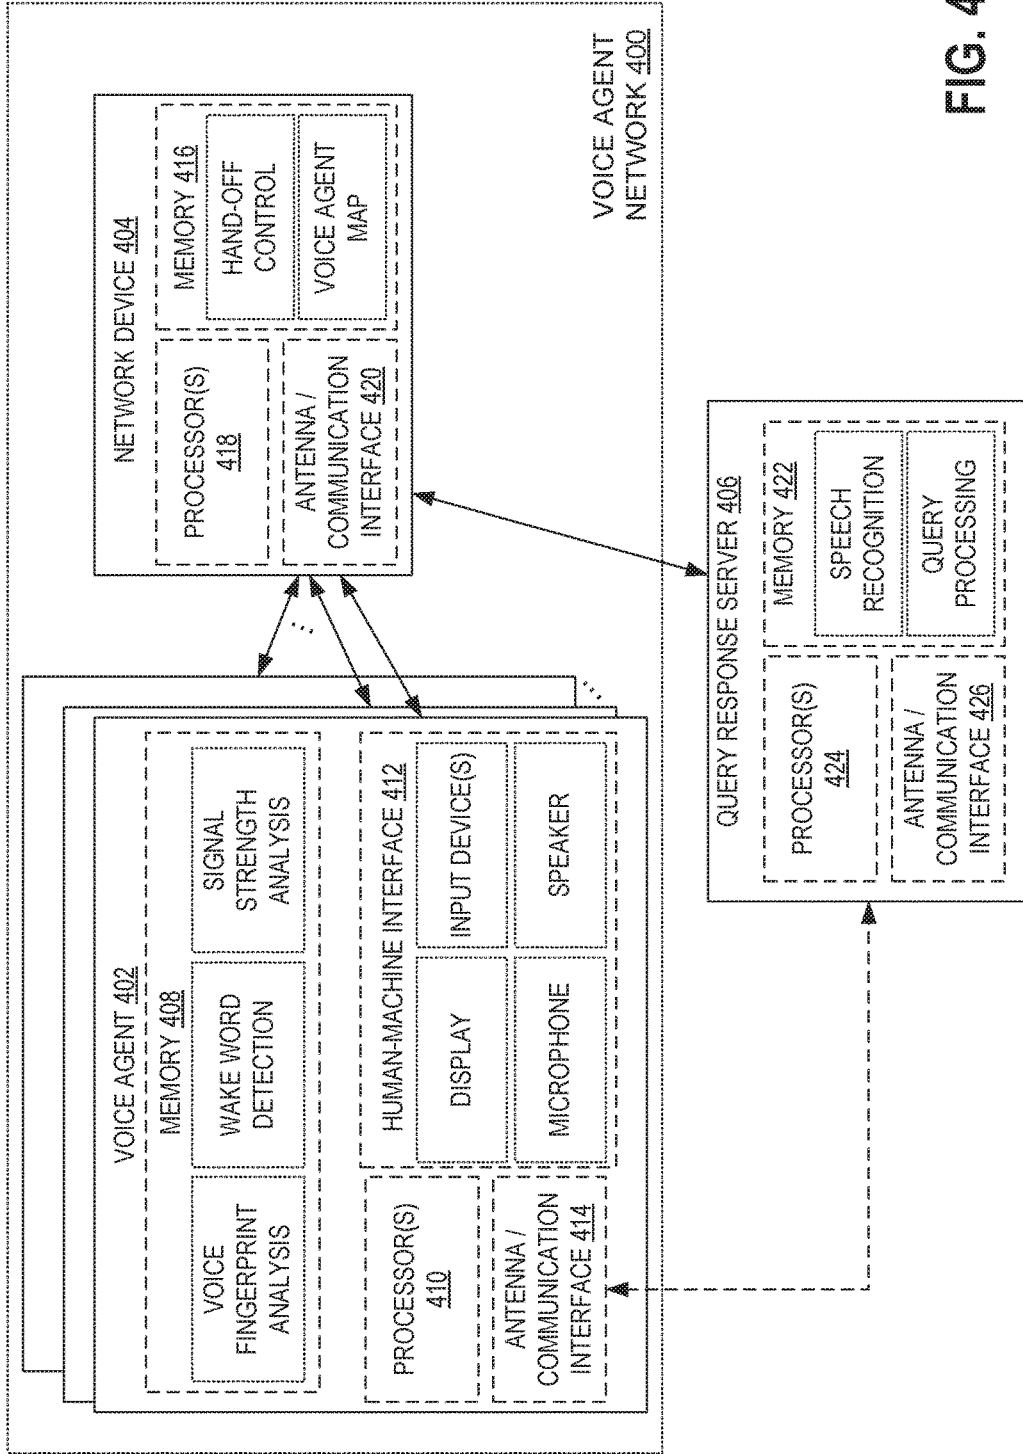 VOICE AGENT 402
MEMORY 408
VOICE
FINGERPRINT
ANALYSIS
WAKE WORD
DETECTION
SIGNAL
STRENGTH
ANALYSIS
PROCESSOR(S)
410
ANTENNA /
COMMUNICATION
INTERFACE 414
HUMAN-MACHINE INTERFACE 412
DISPLAY
INPUT DEVICE(S)
MICROPHONE
SPEAKER
...
...
NETWORK DEVICE 404
PROCESSOR(S)
418
ANTENNA /
COMMUNICATION
INTERFACE 420
MEMORY 416
HAND-OFF
CONTROL
VOICE AGENT
MAP
VOICE AGENT
NETWORK 400
QUERY RESPONSE SERVER 406
PROCESSOR(S)
424
ANTENNA /
COMMUNICATION
INTERFACE 426
MEMORY 422
SPEECH
RECOGNITION
QUERY
PROCESSING
FIG. 4